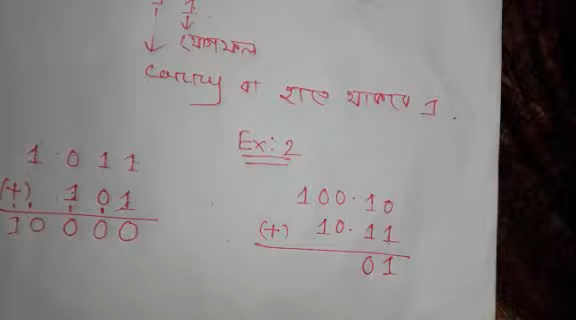 1
যোগফল
Carry বা হাতে থাকবে 1.
1 0 1 1
(+) 1 0 1
1 0 0 0 0
Ex: 2
1 0 0 . 1 0
(+) 1 0 . 1 1
0 1